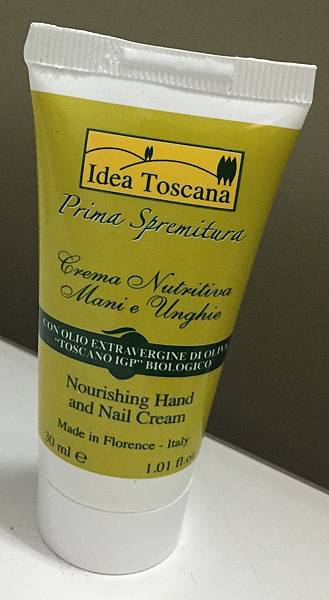 Idea Toscana
Prima Spremitura
Crema Nutritiva
Mani e Unghie
CON OLIO EXTRAVERGINE DI OLIVA
"TOSCANO IGP" BIOLOGICO
Nourishing Hand
and Nail Cream
Made in Florence - Italy
30 ml e 1.01 fl.oz